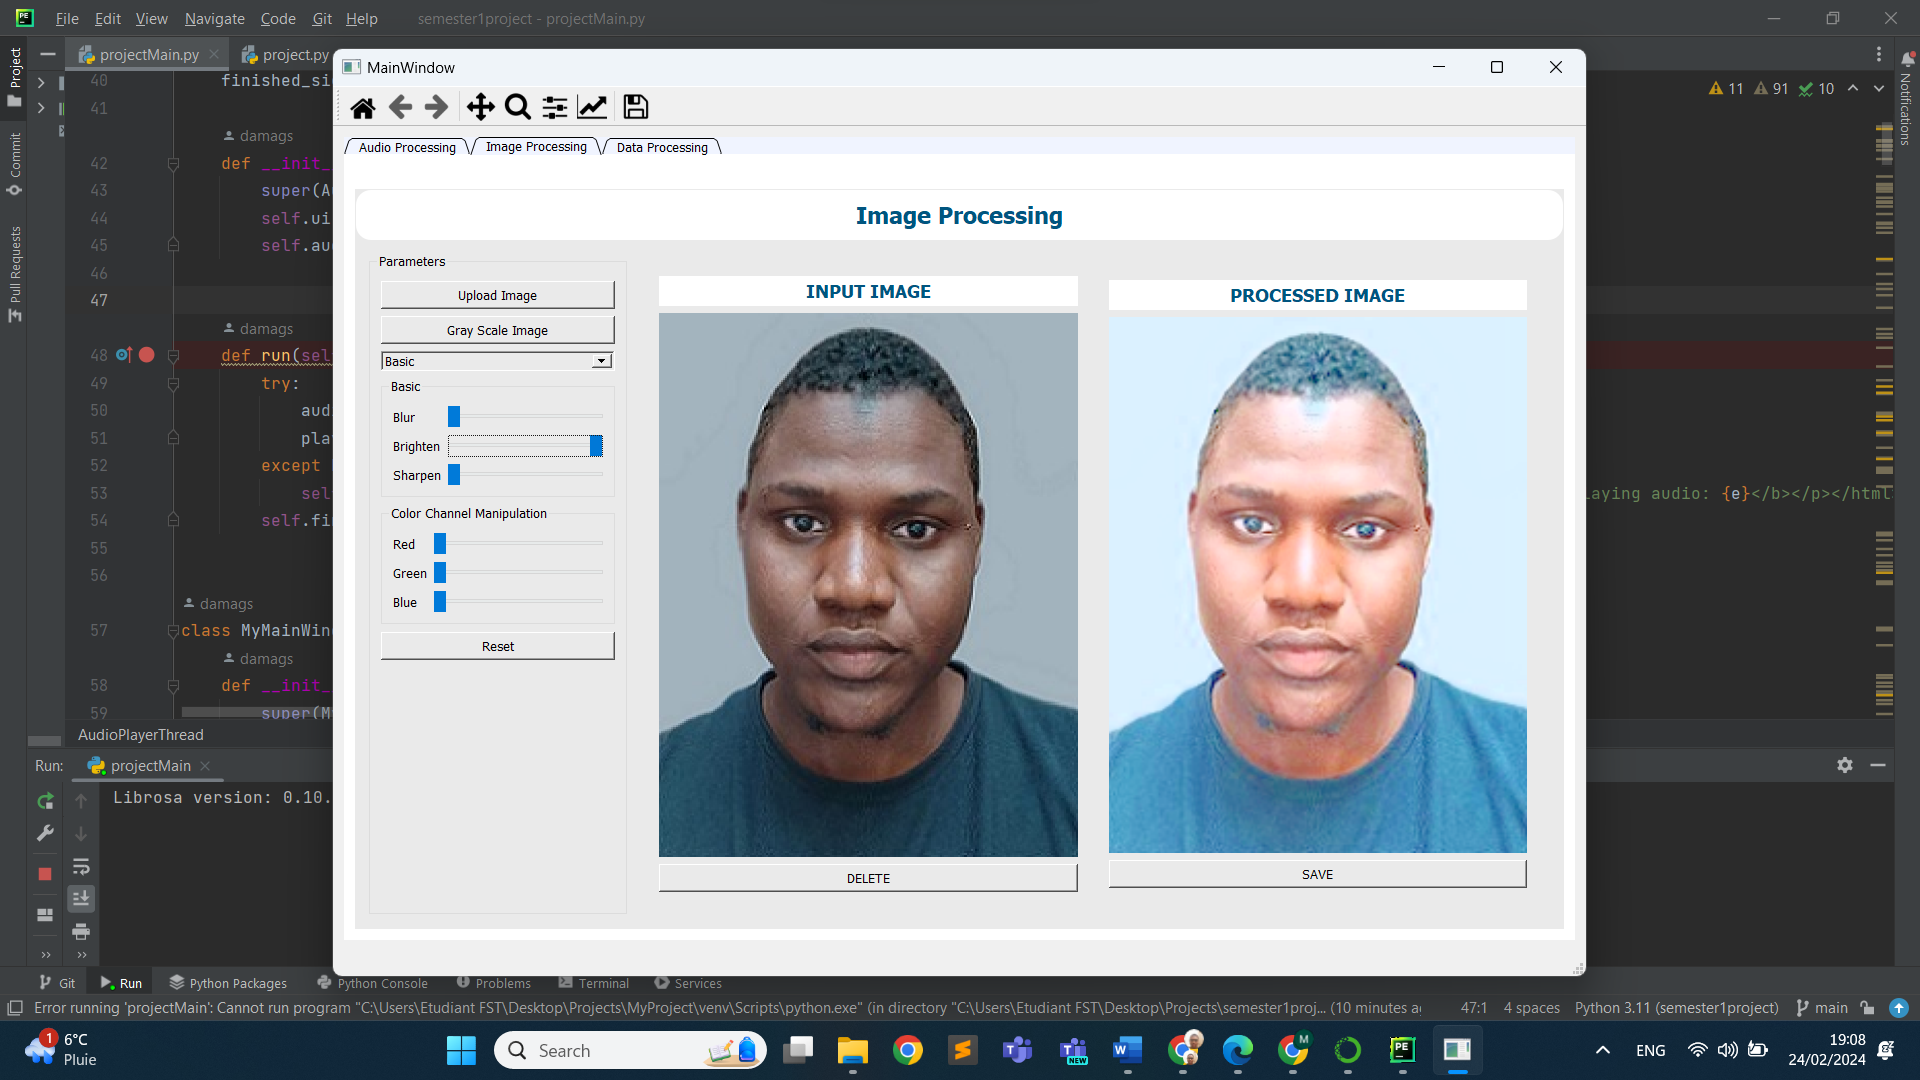 File Edit View Navigate Code Git Help semester1project - projectMain.py
projectMain.py project.py
MainWindow
Project
Commit
Pull Requests
Notifications
11 91 10
Audio Processing Image Processing Data Processing
Image Processing
Parameters
Upload Image
Gray Scale Image
Basic
Basic
Blur
Brighten
Sharpen
Color Channel Manipulation
Red
Green
Blue
Reset
INPUT IMAGE
PROCESSED IMAGE
DELETE
SAVE
40 finished_si
41
damags
42 def __init_
43 super(A
44 self.ui
45 self.au
46
47
damags
48 def run(sel
49 try:
50 audi
51 pla
52 except
53 sel laying audio: {e}</b></p></html
54 self.fi
55
56
damags
57 class MyMainWin
damags
58 def __init_
59 super(M
AudioPlayerThread
Run: projectMain
Librosa version: 0.10.
Git Run Python Packages Python Console Problems Terminal Services
Error running 'projectMain': Cannot run program "C:\Users\Etudiant FST\Desktop\Projects\MyProject\venv\Scripts\python.exe" (in directory "C:\Users\Etudiant FST\Desktop\Projects\semester1proj... (10 minutes ag 47:1 4 spaces Python 3.11 (semester1project) main
1 6°C
Pluie
Search
NEW
M
ENG
19:08
24/02/2024